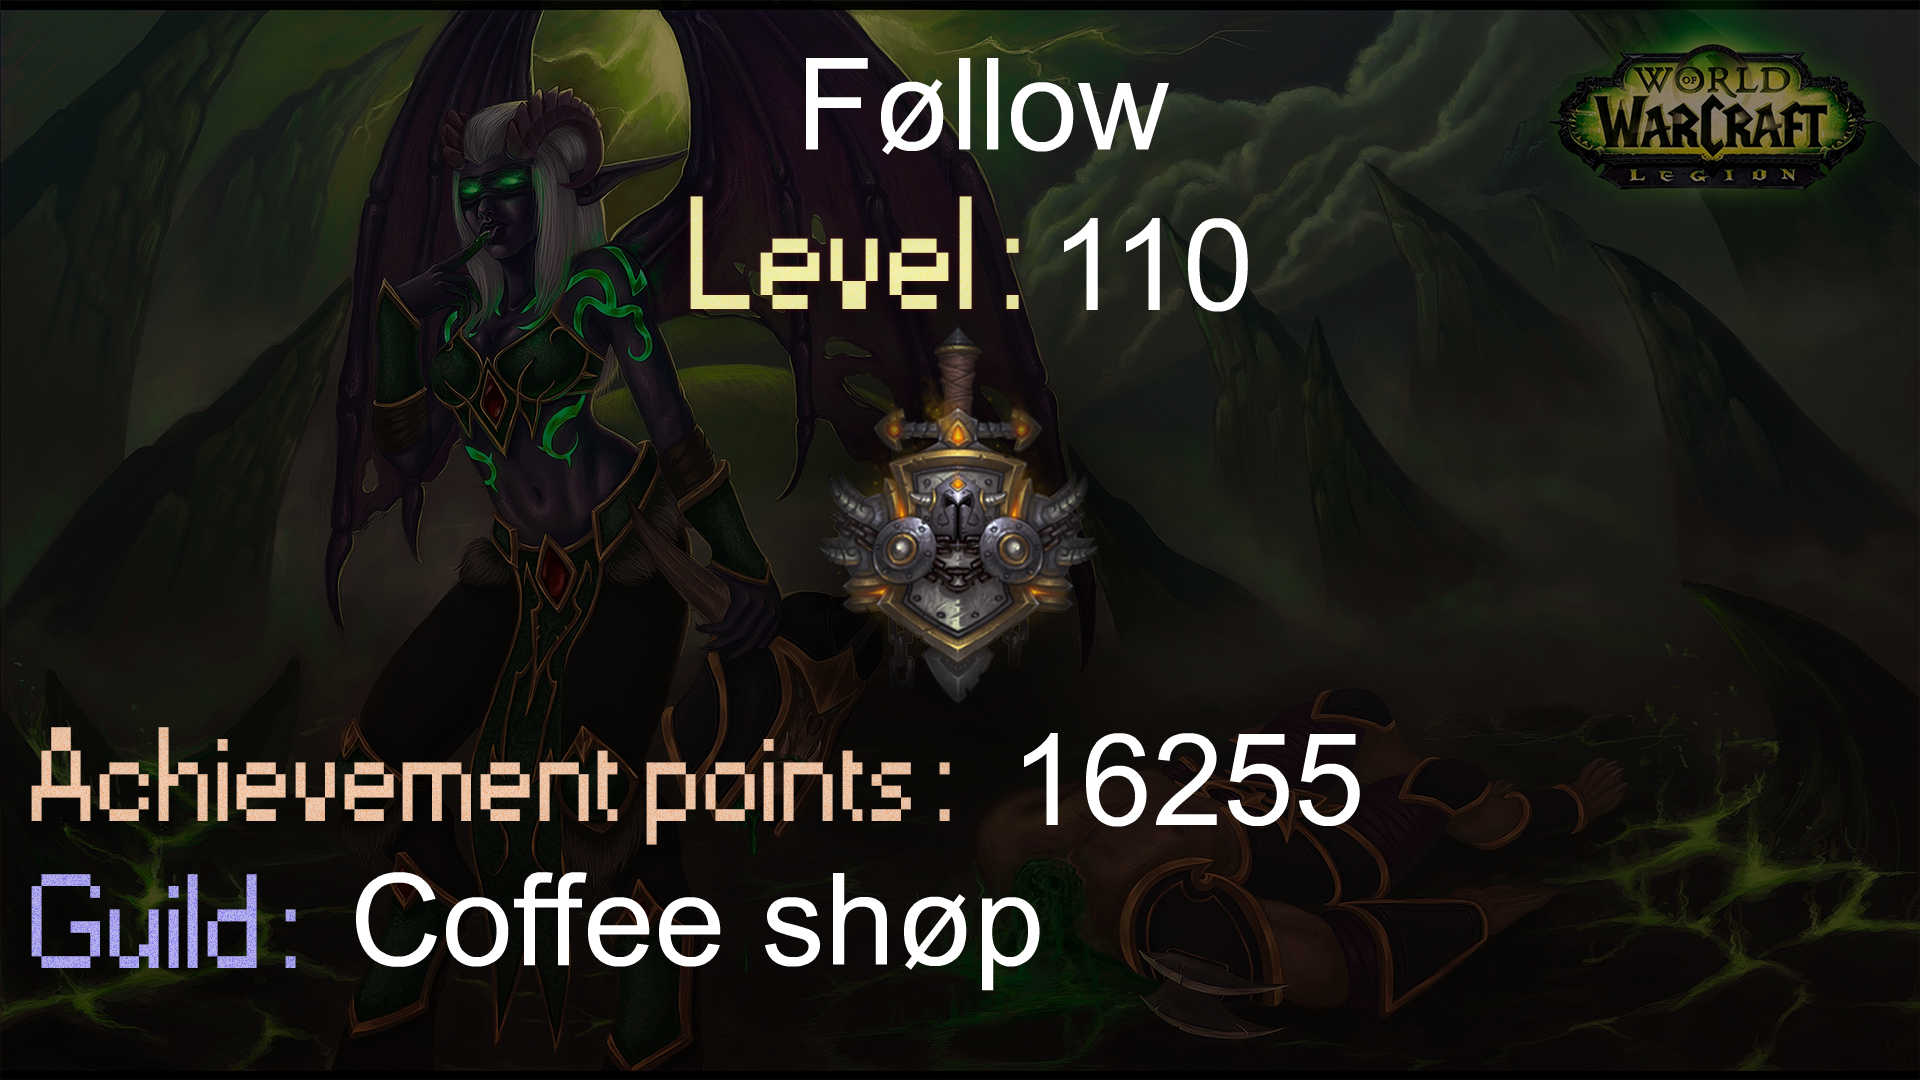 Føllow
WORLD OF WARCRAFT
LEGION
Level: 110
Achievement points: 16255
Guild: Coffee shøp